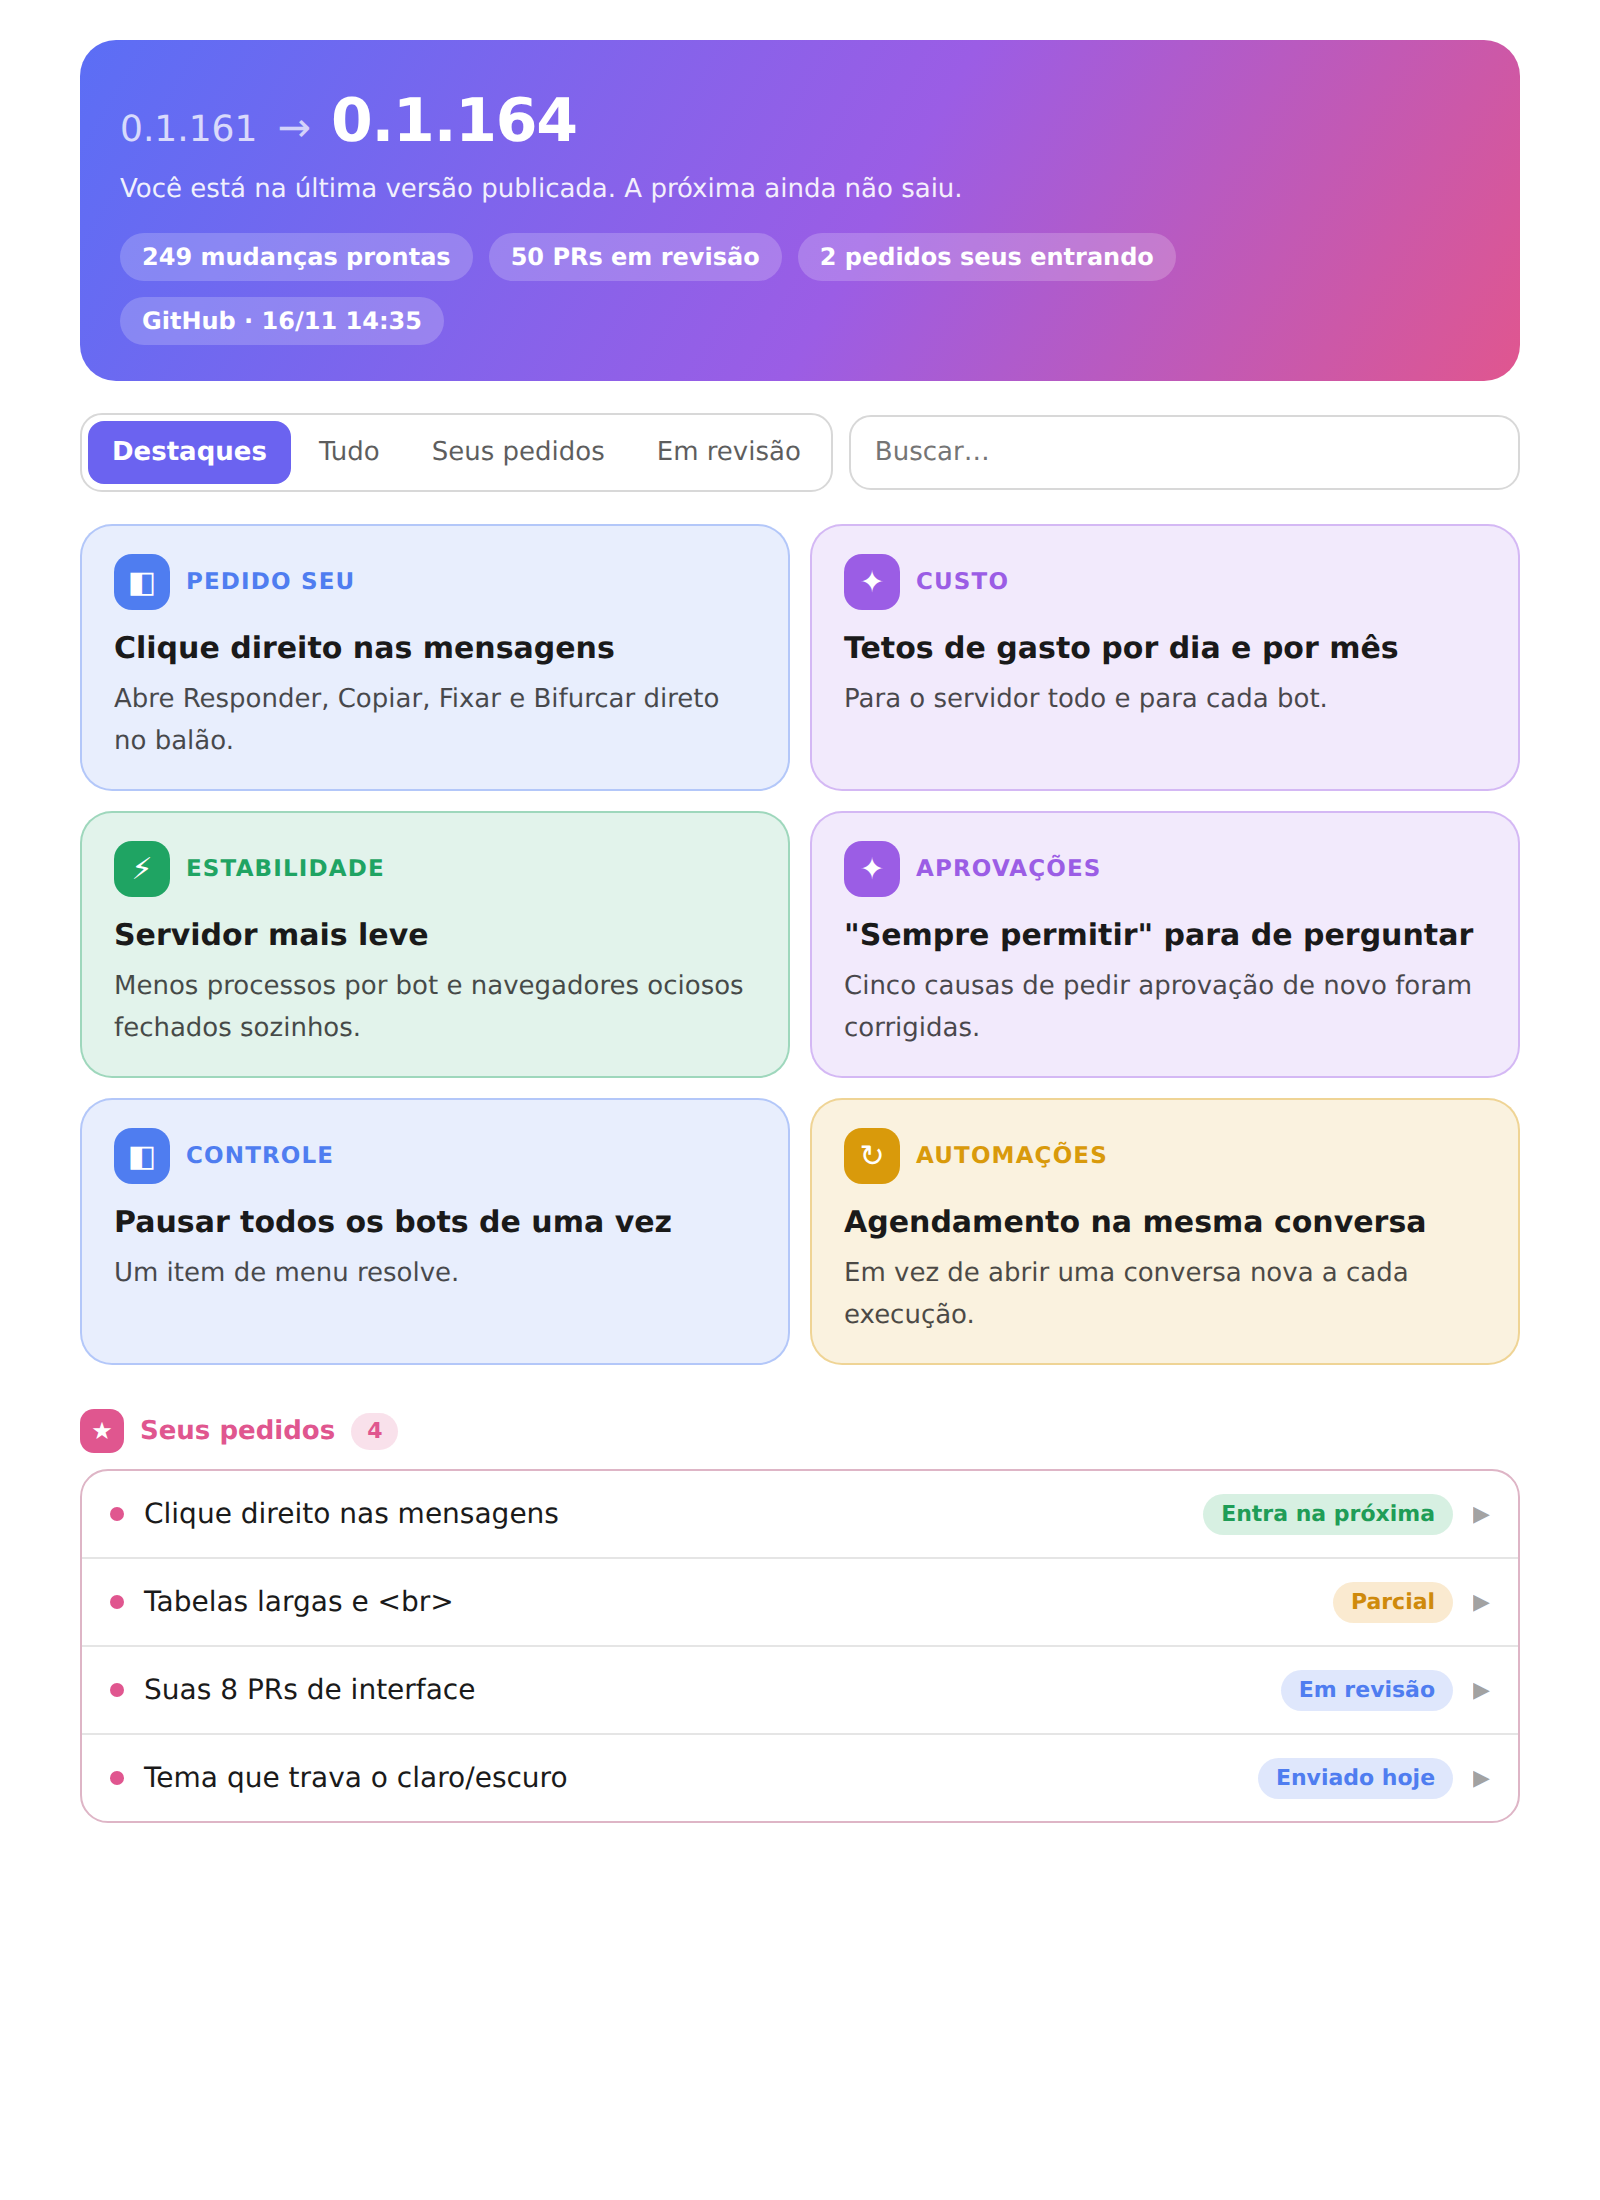 0.1.161 → 0.1.164
Você está na última versão publicada. A próxima ainda não saiu.
249 mudanças prontas
50 PRs em revisão
2 pedidos seus entrando
GitHub · 16/11 14:35
Destaques
Tudo
Seus pedidos
Em revisão
Buscar…
PEDIDO SEU
Clique direito nas mensagens
Abre Responder, Copiar, Fixar e Bifurcar direto
no balão.
CUSTO
Tetos de gasto por dia e por mês
Para o servidor todo e para cada bot.
ESTABILIDADE
Servidor mais leve
Menos processos por bot e navegadores ociosos
fechados sozinhos.
APROVAÇÕES
"Sempre permitir" para de perguntar
Cinco causas de pedir aprovação de novo foram
corrigidas.
CONTROLE
Pausar todos os bots de uma vez
Um item de menu resolve.
AUTOMAÇÕES
Agendamento na mesma conversa
Em vez de abrir uma conversa nova a cada
execução.
Seus pedidos 4
Clique direito nas mensagens
Entra na próxima
Tabelas largas e <br>
Parcial
Suas 8 PRs de interface
Em revisão
Tema que trava o claro/escuro
Enviado hoje